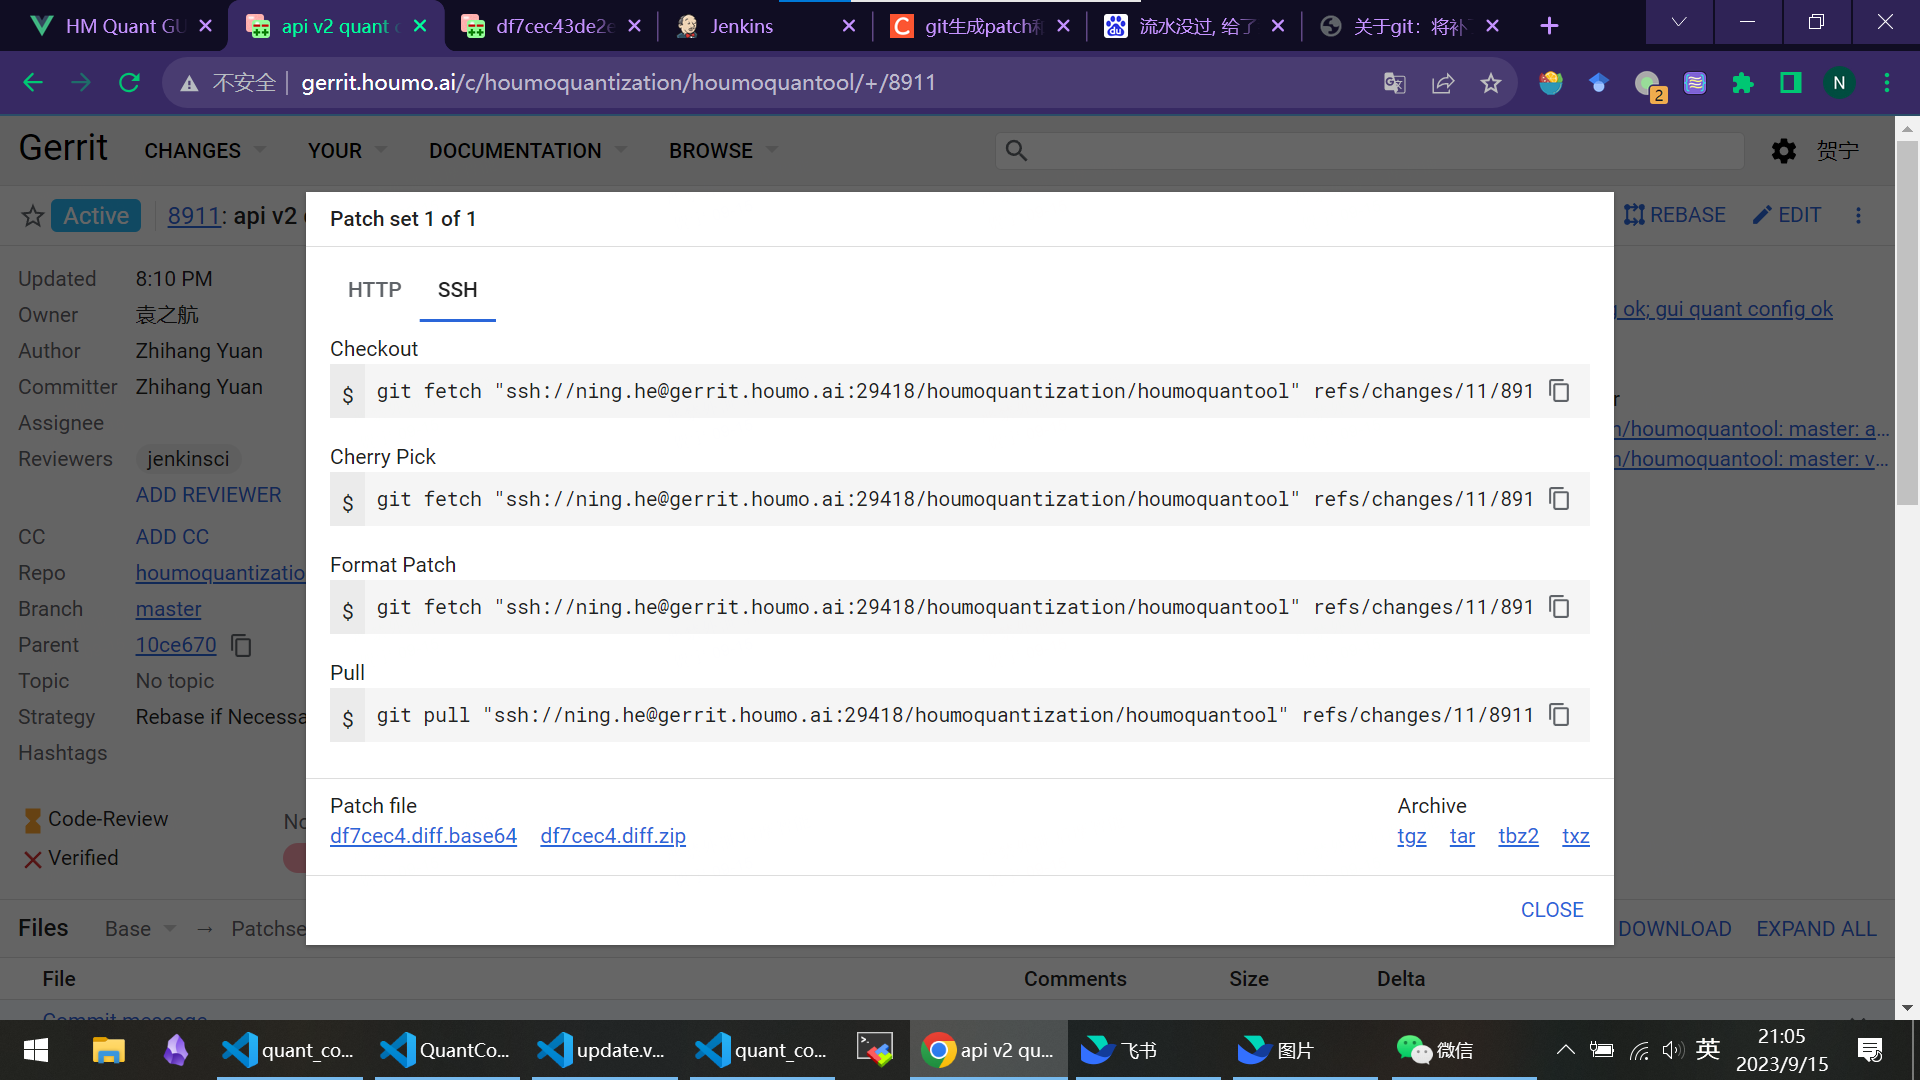 HM Quant GU
api v2 quant c
df7cec43de2e
Jenkins
git生成patch和
流水没过, 给了
关于git：将补丁
不安全 gerrit.houmo.ai/c/houmoquantization/houmoquantool/+/8911
2
N
Gerrit CHANGES YOUR DOCUMENTATION BROWSE 贺宁
Active 8911: api v2 REBASE EDIT
Patch set 1 of 1
HTTP SSH
Updated 8:10 PM
Owner 袁之航
Author Zhihang Yuan
Committer Zhihang Yuan
Assignee
Reviewers jenkinsci
ADD REVIEWER
CC ADD CC
Repo houmoquantizatio
Branch master
Parent 10ce670
Topic No topic
Strategy Rebase if Necessa
Hashtags
Code-Review No
Verified
Checkout
$ git fetch "ssh://ning.he@gerrit.houmo.ai:29418/houmoquantization/houmoquantool" refs/changes/11/891
Cherry Pick
$ git fetch "ssh://ning.he@gerrit.houmo.ai:29418/houmoquantization/houmoquantool" refs/changes/11/891
Format Patch
$ git fetch "ssh://ning.he@gerrit.houmo.ai:29418/houmoquantization/houmoquantool" refs/changes/11/891
Pull
$ git pull "ssh://ning.he@gerrit.houmo.ai:29418/houmoquantization/houmoquantool" refs/changes/11/8911
Patch file
df7cec4.diff.base64 df7cec4.diff.zip
Archive
tgz tar tbz2 txz
CLOSE
ok; gui quant config ok
r
/houmoquantool: master: a...
/houmoquantool: master: v...
Files Base → Patchse DOWNLOAD EXPAND ALL
File Comments Size Delta
Commit message
quant_co...
QuantCo...
update.v...
quant_co...
api v2 qu...
飞书
图片
微信
英
21:05
2023/9/15